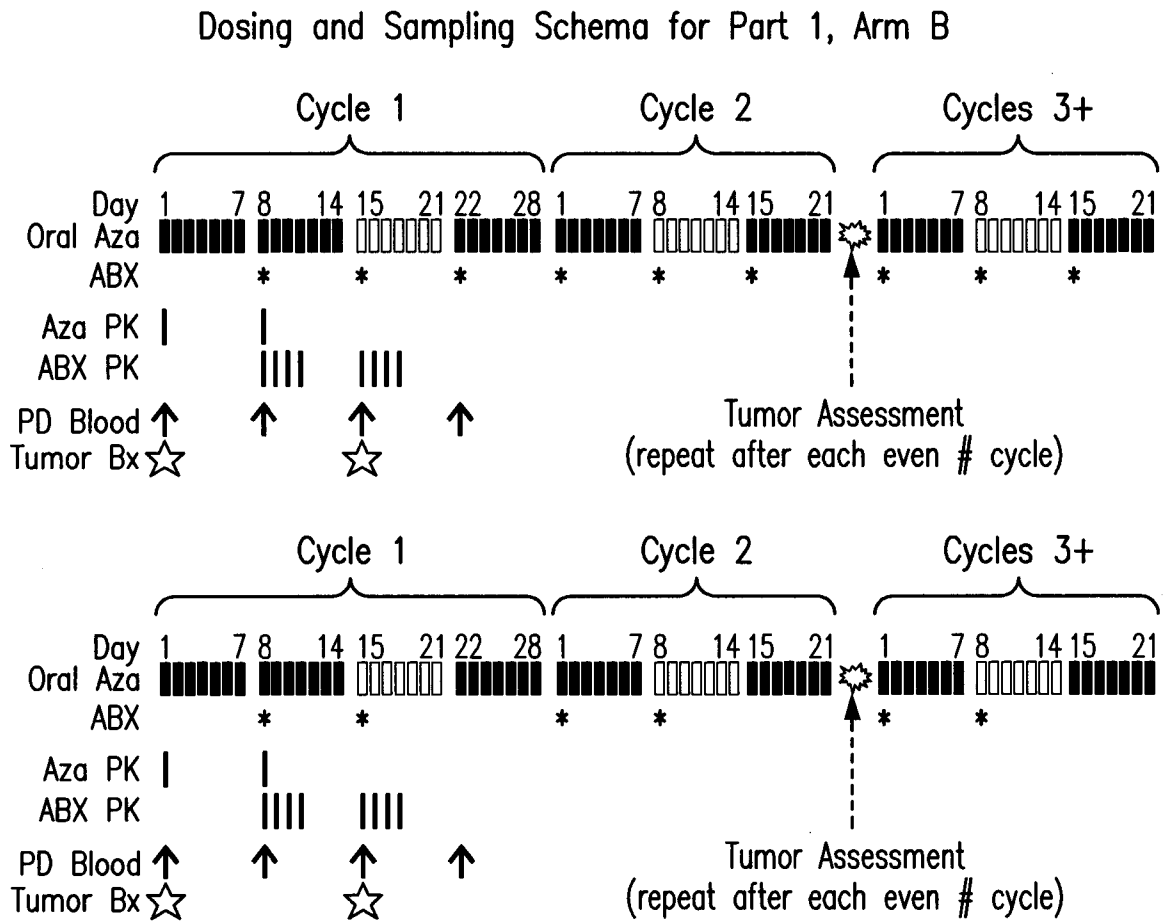 Dosing and Sampling Schema for Part 1, Arm B
Cycle 1 Cycle 2 Cycles 3+
Day 1 7 8 14 15 21 22 28 1 7 8 14 15 21 1 7 8 14 15 21
Oral Aza
ABX * * * * * * * * *
Aza PK
ABX PK
PD Blood
Tumor Bx
Tumor Assessment
(repeat after each even # cycle)
Cycle 1 Cycle 2 Cycles 3+
Day 1 7 8 14 15 21 22 28 1 7 8 14 15 21 1 7 8 14 15 21
Oral Aza
ABX * * * * * *
Aza PK
ABX PK
PD Blood
Tumor Bx
Tumor Assessment
(repeat after each even # cycle)